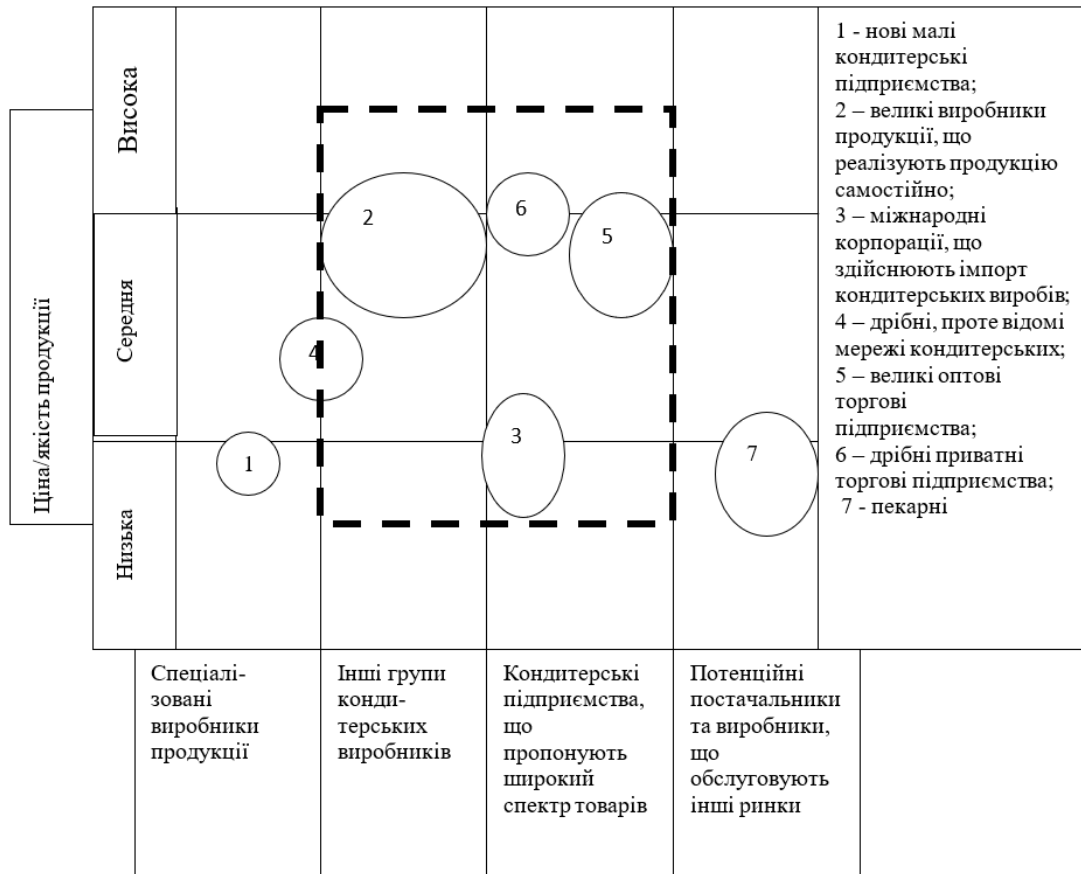 Ціна/якість продукції
Висока
Середня
Низька
2
6
5
4
3
1
7
1 - нові малі
кондитерські
підприємства;
2 – великі виробники
продукції, що
реалізують продукцію
самостійно;
3 – міжнародні
корпорації, що
здійснюють імпорт
кондитерських виробів;
4 – дрібні, проте відомі
мережі кондитерських;
5 – великі оптові
торгові
підприємства;
6 – дрібні приватні
торгові підприємства;
7 - пекарні
Спеціалі-
зовані
виробники
продукції
Інші групи
конди-
терських
виробників
Кондитерські
підприємства,
що
пропонують
широкий
спектр товарів
Потенційні
постачальники
та виробники,
що
обслуговують
інші ринки